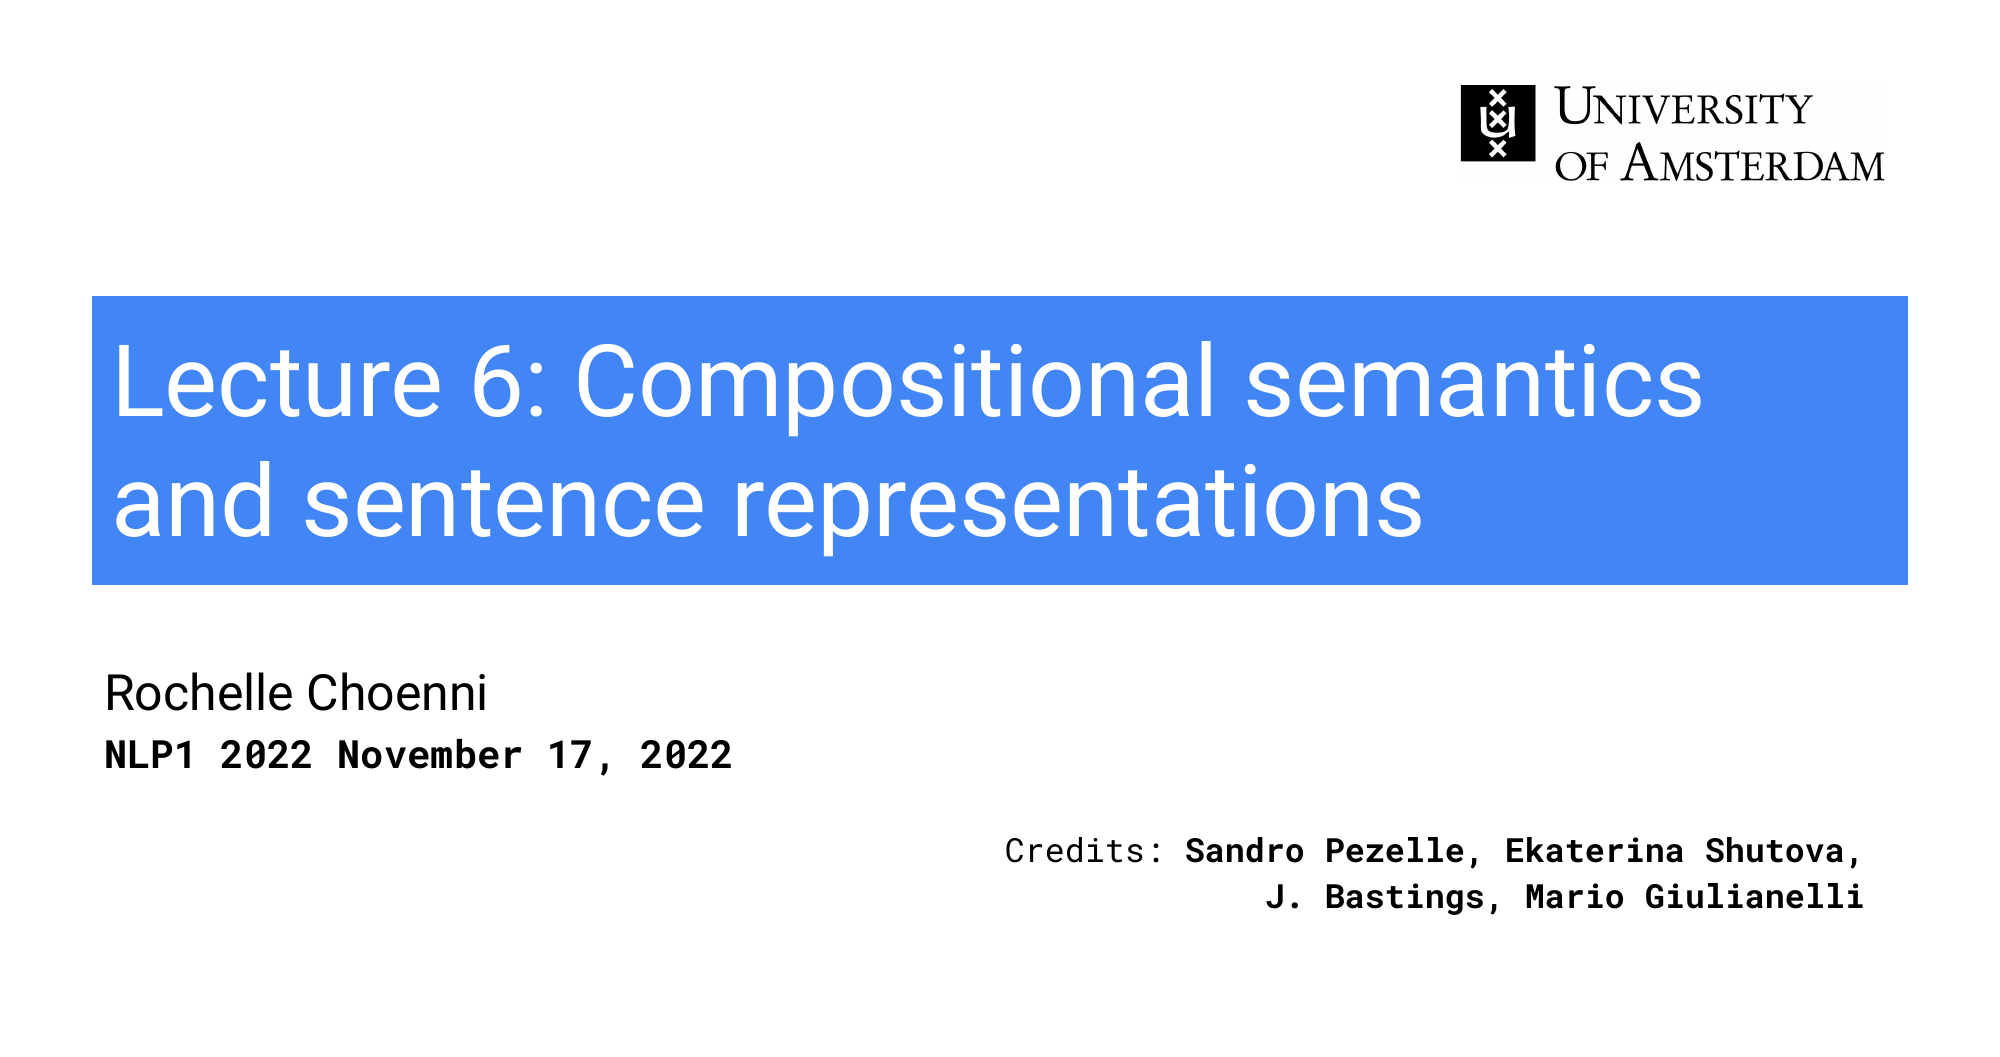 UNIVERSITY
OF AMSTERDAM
Lecture 6: Compositional semantics
and sentence representations
Rochelle Choenni
NLP1 2022 November 17, 2022
Credits: Sandro Pezelle, Ekaterina Shutova,
J. Bastings, Mario Giulianelli